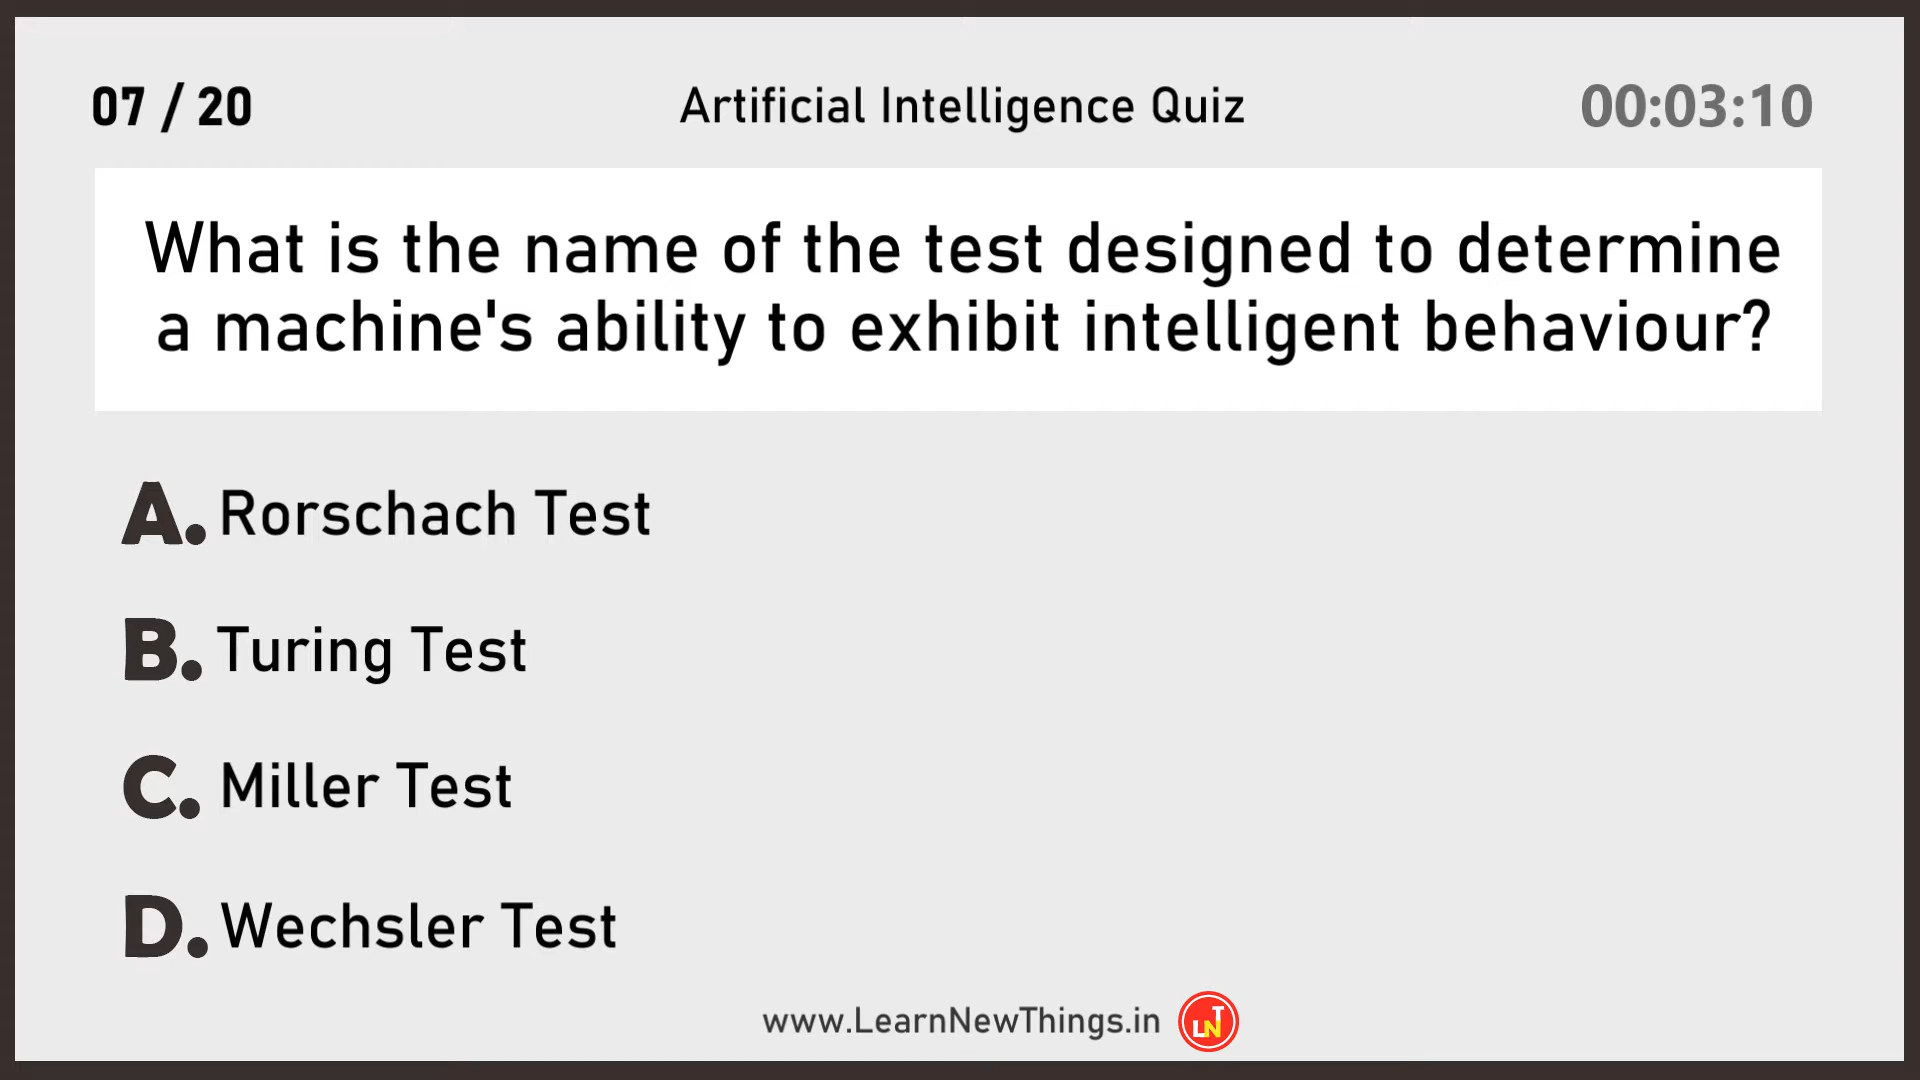 07 / 20
Artificial Intelligence Quiz
00:03:10
What is the name of the test designed to determine
a machine's ability to exhibit intelligent behaviour?
A. Rorschach Test
B. Turing Test
C. Miller Test
D. Wechsler Test
www.LearnNewThings.in
LNT